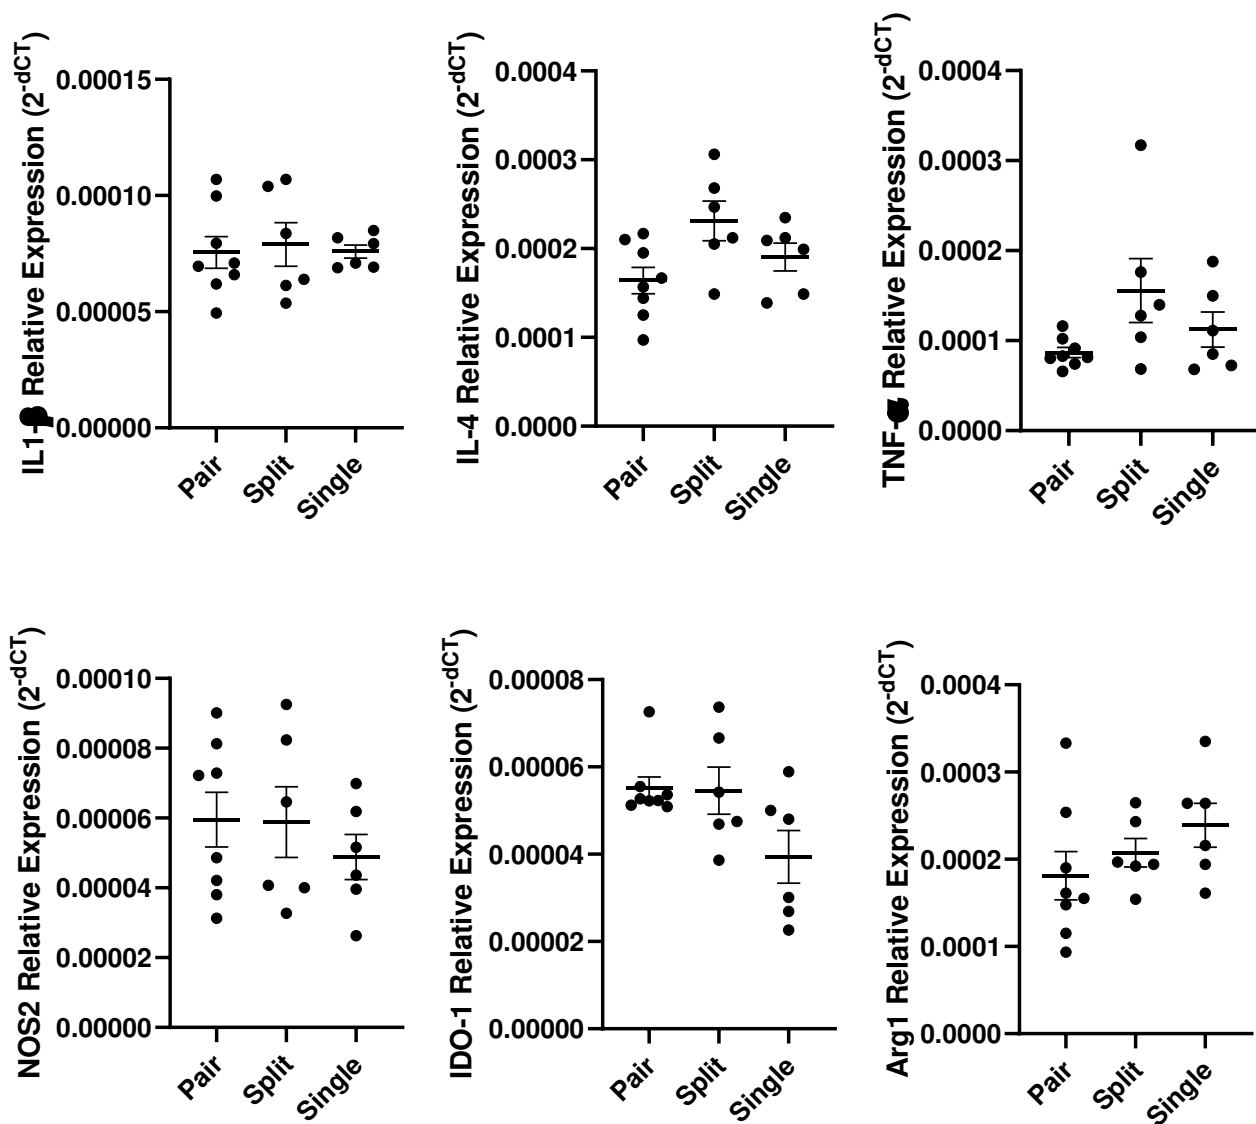 IL1- Relative Expression (2^-dCT)
0.00015
0.00010
0.00005
0.00000
Pair
Split
Single
IL-4 Relative Expression (2^-dCT)
0.0004
0.0003
0.0002
0.0001
0.0000
Pair
Split
Single
TNF- Relative Expression (2^-dCT)
0.0004
0.0003
0.0002
0.0001
0.0000
Pair
Split
Single
NOS2 Relative Expression (2^-dCT)
0.00010
0.00008
0.00006
0.00004
0.00002
0.00000
Pair
Split
Single
IDO-1 Relative Expression (2^-dCT)
0.00008
0.00006
0.00004
0.00002
0.00000
Pair
Split
Single
Arg1 Relative Expression (2^-dCT)
0.0004
0.0003
0.0002
0.0001
0.0000
Pair
Split
Single